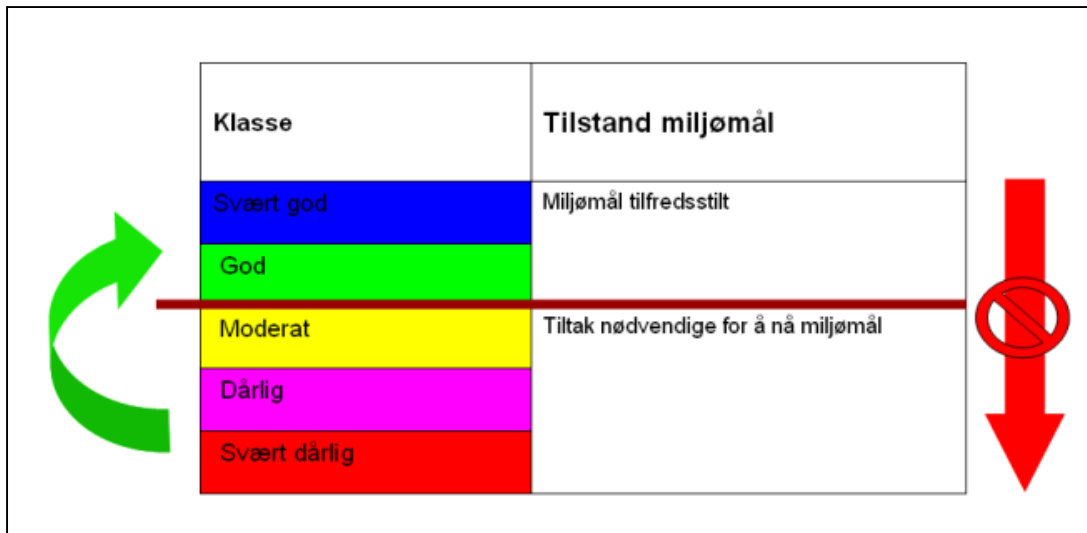 Klasse
Tilstand miljømål
Svært god
Miljømål tilfredsstilt
God
Moderat
Tiltak nødvendige for å nå miljømål
Dårlig
Svært dårlig